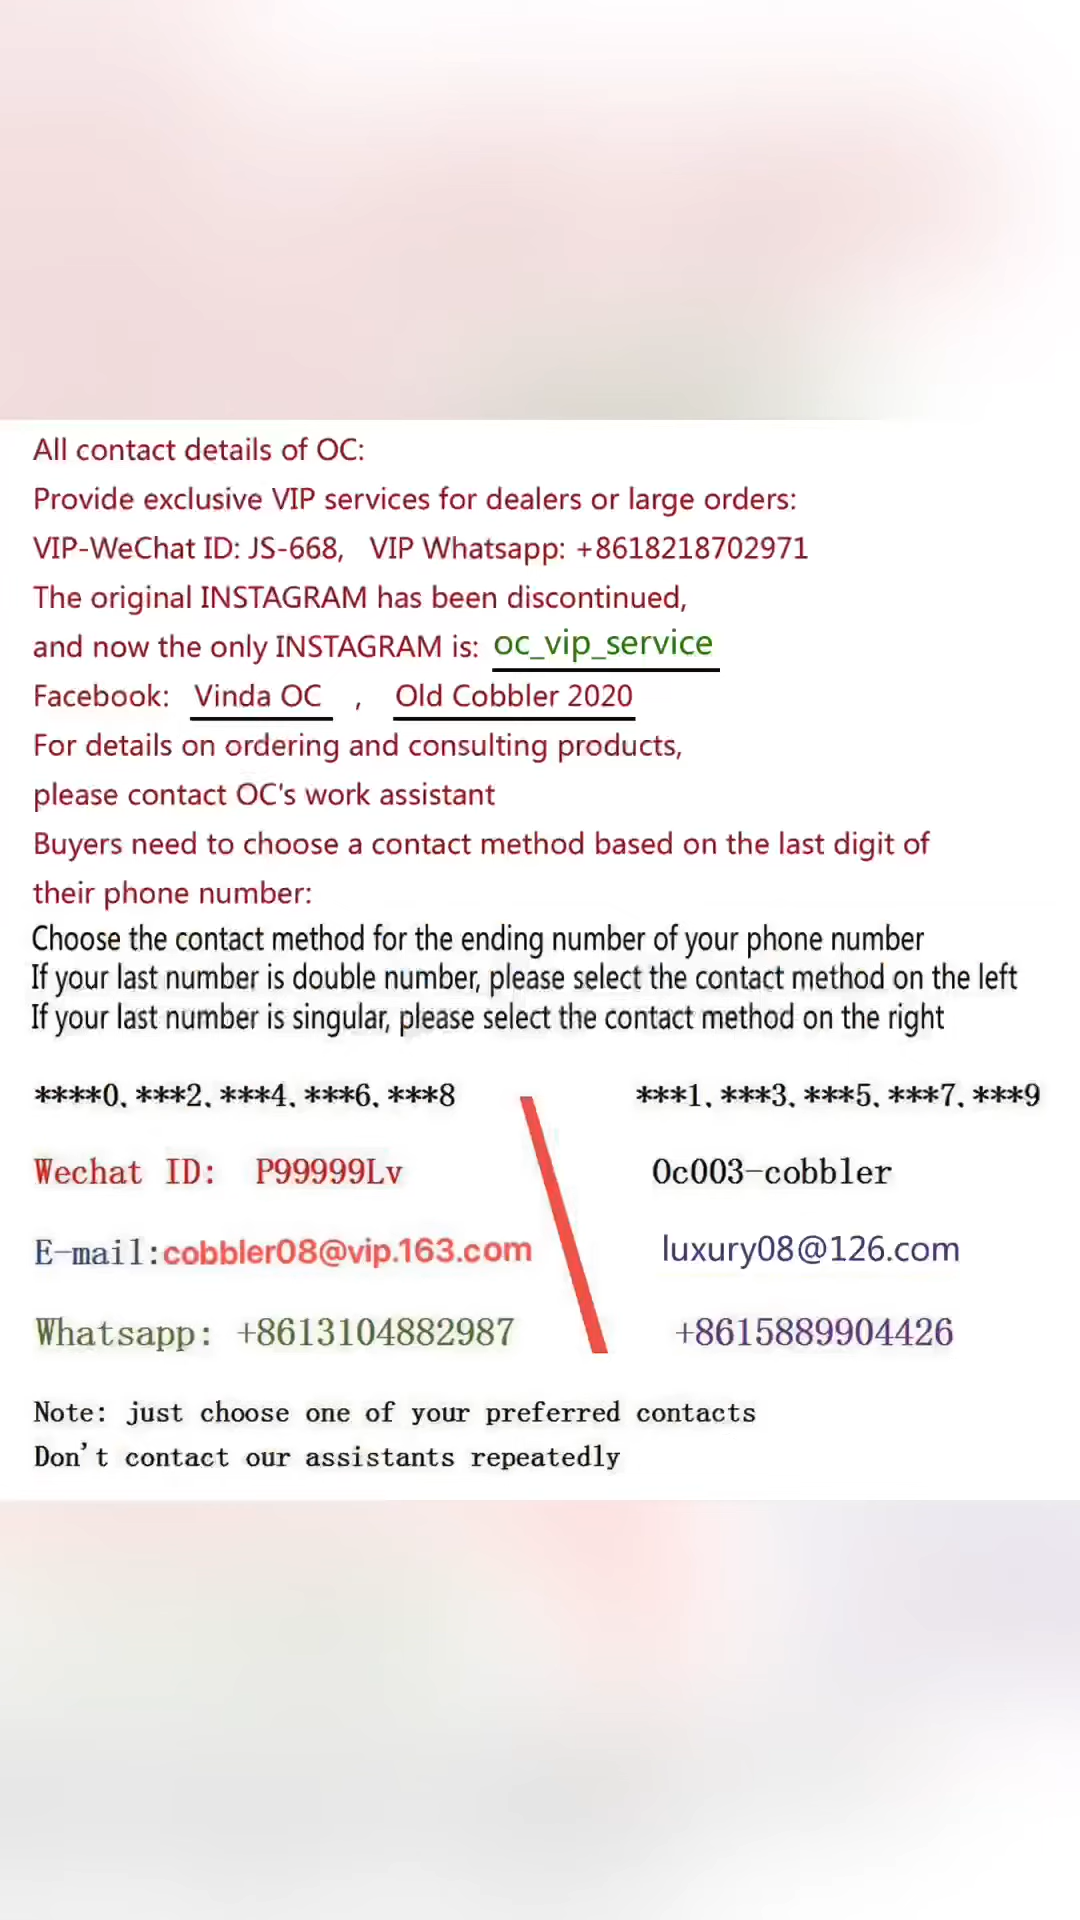 All contact details of OC:
Provide exclusive VIP services for dealers or large orders:
VIP-WeChat ID: JS-668, VIP Whatsapp: +8618218702971
The original INSTAGRAM has been discontinued,
and now the only INSTAGRAM is: oc_vip_service
Facebook: Vinda OC , Old Cobbler 2020
For details on ordering and consulting products,
please contact OC's work assistant
Buyers need to choose a contact method based on the last digit of
their phone number:
Choose the contact method for the ending number of your phone number
If your last number is double number, please select the contact method on the left
If your last number is singular, please select the contact method on the right
****0. ***2. ***4. ***6. ***8 ***1. ***3. ***5. ***7. ***9
Wechat ID: P99999Lv Oc003-cobbler
E-mail:cobbler08@vip.163.com luxury08@126.com
Whatsapp: +8613104882987 +8615889904426
Note: just choose one of your preferred contacts
Don't contact our assistants repeatedly